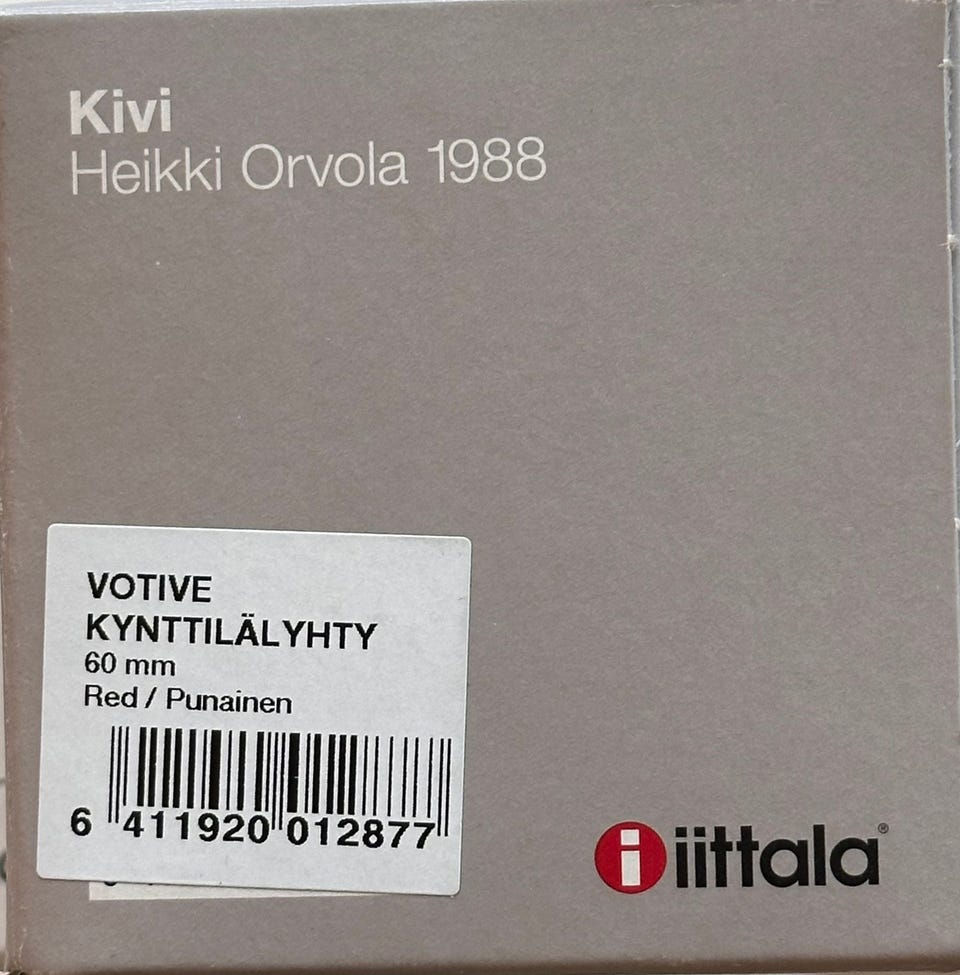 Kivi
Heikki Orvola 1988
VOTIVE
KYNTTILÄLYHTY
60 mm
Red / Punainen
6 411920 012877
i iittala®